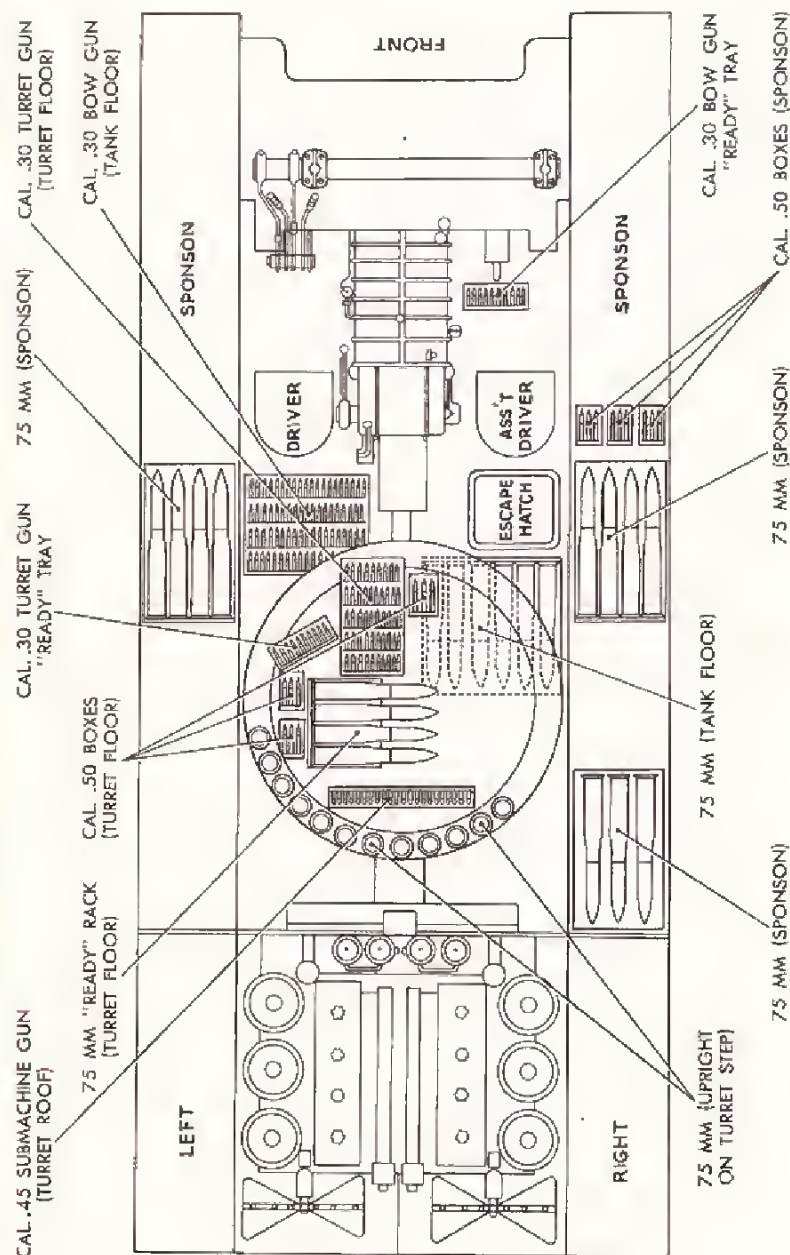 CAL. .45 SUBMACHINE GUN
(TURRET ROOF)
75 MM "READY" RACK
(TURRET FLOOR)
CAL. .50 BOXES
(TURRET FLOOR)
CAL. .30 TURRET GUN
"READY" TRAY
75 MM (SPONSON)
CAL. .30 TURRET GUN
(TURRET FLOOR)
CAL. .30 BOW GUN
(TANK FLOOR)
LEFT
SPONSON
FRONT
DRIVER
ASS'T
DRIVER
ESCAPE
HATCH
RIGHT
SPONSON
75 MM (UPRIGHT
ON TURRET STEP)
75 MM (SPONSON)
75 MM (TANK FLOOR)
75 MM (SPONSON)
CAL. .30 BOW GUN
"READY" TRAY
CAL. .50 BOXES (SPONSON)